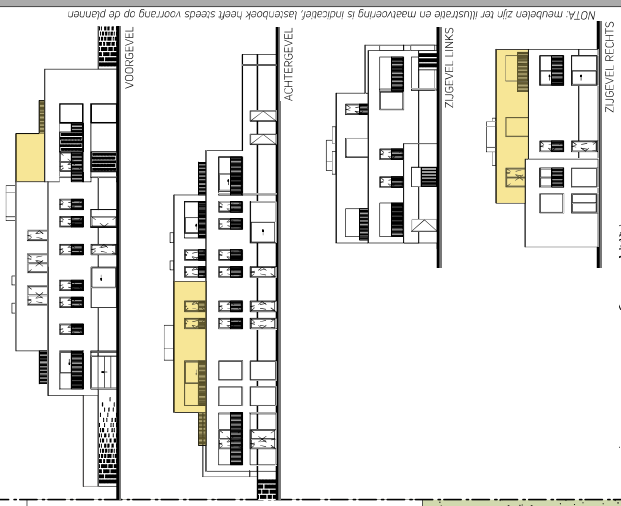 NOTA: meubelen zijn ter illustratie en maatvoering is indicatief, lastenboek heeft steeds voorrang op de plannen
VOORGEVEL
ACHTERGEVEL
ZIJGEVEL LINKS
ZIJGEVEL RECHTS